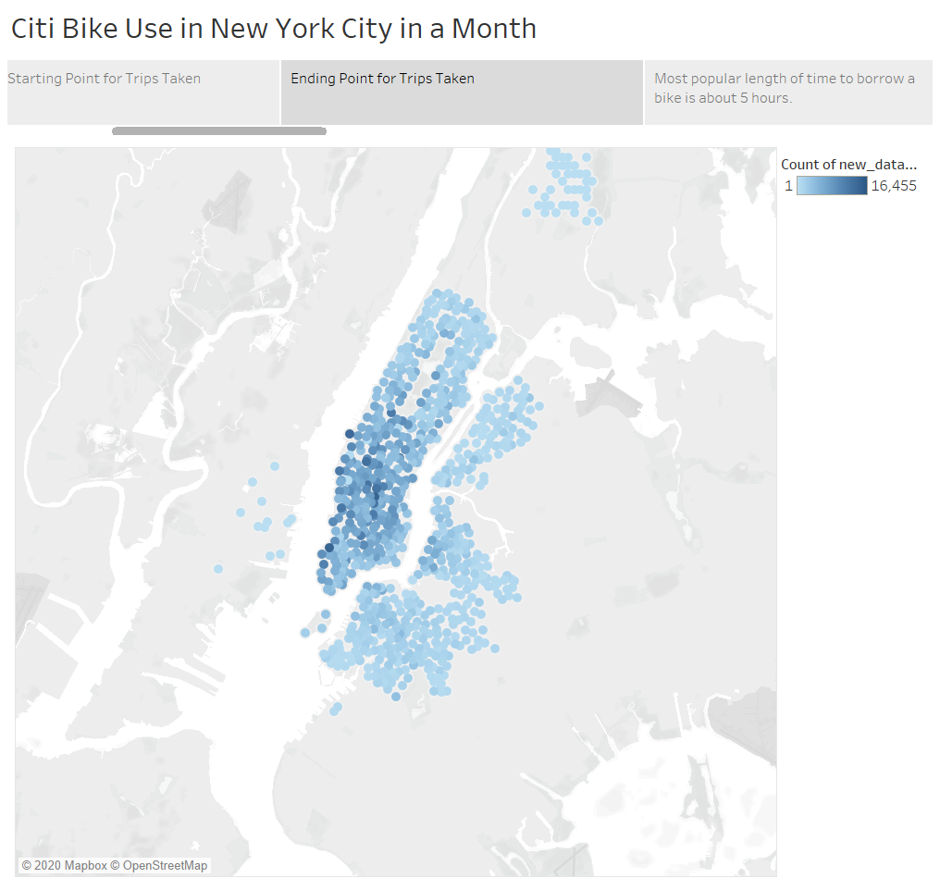 Citi Bike Use in New York City in a Month
Starting Point for Trips Taken
Ending Point for Trips Taken
Most popular length of time to borrow a
bike is about 5 hours.
Count of new_data...
1 16,455
© 2020 Mapbox © OpenStreetMap